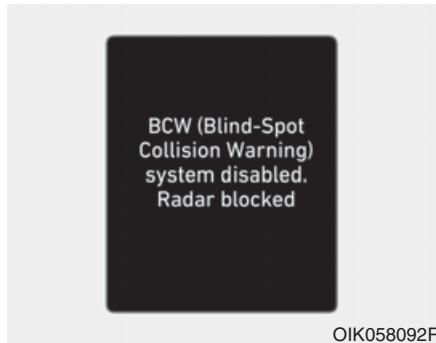 BCW (Blind-Spot
Collision Warning)
system disabled.
Radar blocked
OIK058092F